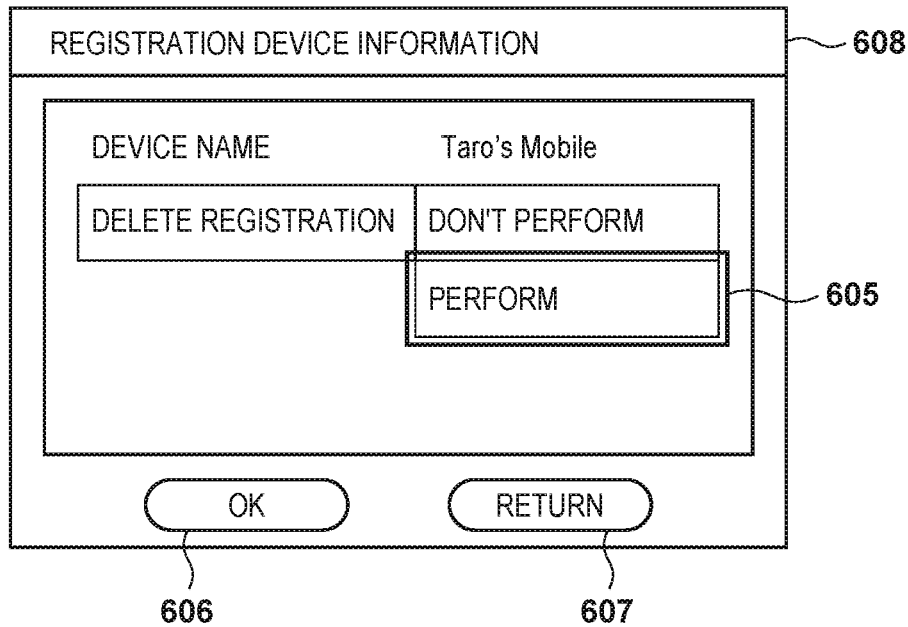 REGISTRATION DEVICE INFORMATION 608
DEVICE NAME Taro's Mobile
DELETE REGISTRATION DON'T PERFORM
PERFORM 605
OK RETURN
606 607